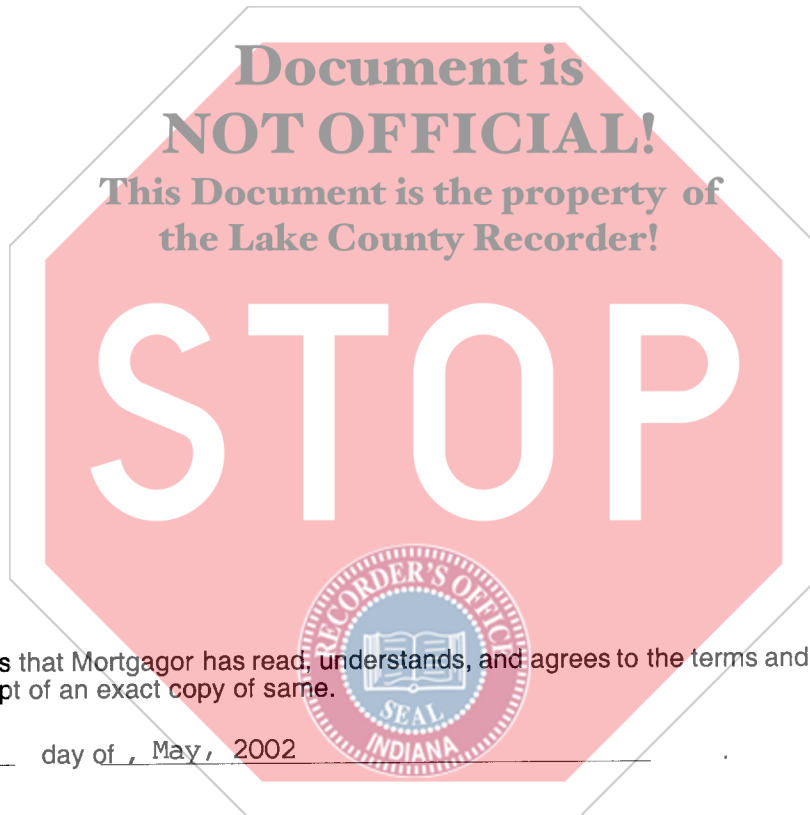 Document is
NOT OFFICIAL!
This Document is the property of
the Lake County Recorder!
STOP
RECORDER'S OFFICE
s that Mortgagor has read, understands, and agrees to the terms and
pt of an exact copy of same.
SEAL
INDIANA
day of , May, 2002